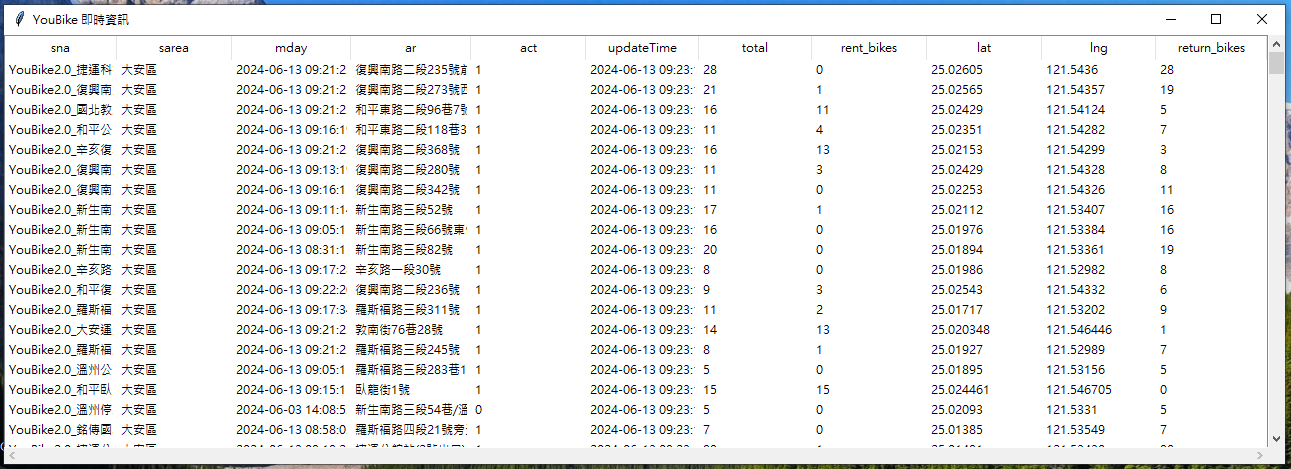 YouBike 即時資訊
sna sarea mday ar act updateTime total rent_bikes lat lng return_bikes
YouBike2.0_捷運科 大安區 2024-06-13 09:21:2 復興南路二段235號前 1 2024-06-13 09:23: 28 0 25.02605 121.5436 28
YouBike2.0_復興南 大安區 2024-06-13 09:21:2 復興南路二段273號西 1 2024-06-13 09:23: 21 1 25.02565 121.54357 19
YouBike2.0_國北教 大安區 2024-06-13 09:21:2 和平東路二段96巷7號 1 2024-06-13 09:23: 16 11 25.02429 121.54124 5
YouBike2.0_和平公 大安區 2024-06-13 09:16:1 和平東路二段118巷3 1 2024-06-13 09:23: 11 4 25.02351 121.54282 7
YouBike2.0_辛亥復 大安區 2024-06-13 09:21:2 復興南路二段368號 1 2024-06-13 09:23: 16 13 25.02153 121.54299 3
YouBike2.0_復興南 大安區 2024-06-13 09:13:1 復興南路二段280號 1 2024-06-13 09:23: 11 3 25.02429 121.54328 8
YouBike2.0_復興南 大安區 2024-06-13 09:16:1 復興南路二段342號 1 2024-06-13 09:23: 11 0 25.02253 121.54326 11
YouBike2.0_新生南 大安區 2024-06-13 09:11:1 新生南路三段52號 1 2024-06-13 09:23: 17 1 25.02112 121.53407 16
YouBike2.0_新生南 大安區 2024-06-13 09:05:1 新生南路三段66號東 1 2024-06-13 09:23: 16 0 25.01976 121.53384 16
YouBike2.0_新生南 大安區 2024-06-13 08:31:1 新生南路三段82號 1 2024-06-13 09:23: 20 0 25.01894 121.53361 19
YouBike2.0_辛亥路 大安區 2024-06-13 09:17:2 辛亥路一段30號 1 2024-06-13 09:23: 8 0 25.01986 121.52982 8
YouBike2.0_和平復 大安區 2024-06-13 09:22:2 復興南路二段236號 1 2024-06-13 09:23: 9 3 25.02543 121.54332 6
YouBike2.0_羅斯福 大安區 2024-06-13 09:17:3 羅斯福路三段311號 1 2024-06-13 09:23: 11 2 25.01717 121.53202 9
YouBike2.0_大安運 大安區 2024-06-13 09:21:2 敦南街76巷28號 1 2024-06-13 09:23: 14 13 25.020348 121.546446 1
YouBike2.0_羅斯福 大安區 2024-06-13 09:21:2 羅斯福路三段245號 1 2024-06-13 09:23: 8 1 25.01927 121.52989 7
YouBike2.0_溫州公 大安區 2024-06-13 09:05:1 羅斯福路三段283巷1 1 2024-06-13 09:23: 5 0 25.01895 121.53156 5
YouBike2.0_和平臥 大安區 2024-06-13 09:15:1 臥龍街1號 1 2024-06-13 09:23: 15 15 25.024461 121.546705 0
YouBike2.0_溫州停 大安區 2024-06-03 14:08:5 新生南路三段54巷/溫 0 2024-06-13 09:23: 5 0 25.02093 121.5331 5
YouBike2.0_銘傳國 大安區 2024-06-13 08:58:0 羅斯福路四段21號旁 1 2024-06-13 09:23: 7 0 25.01385 121.53549 7